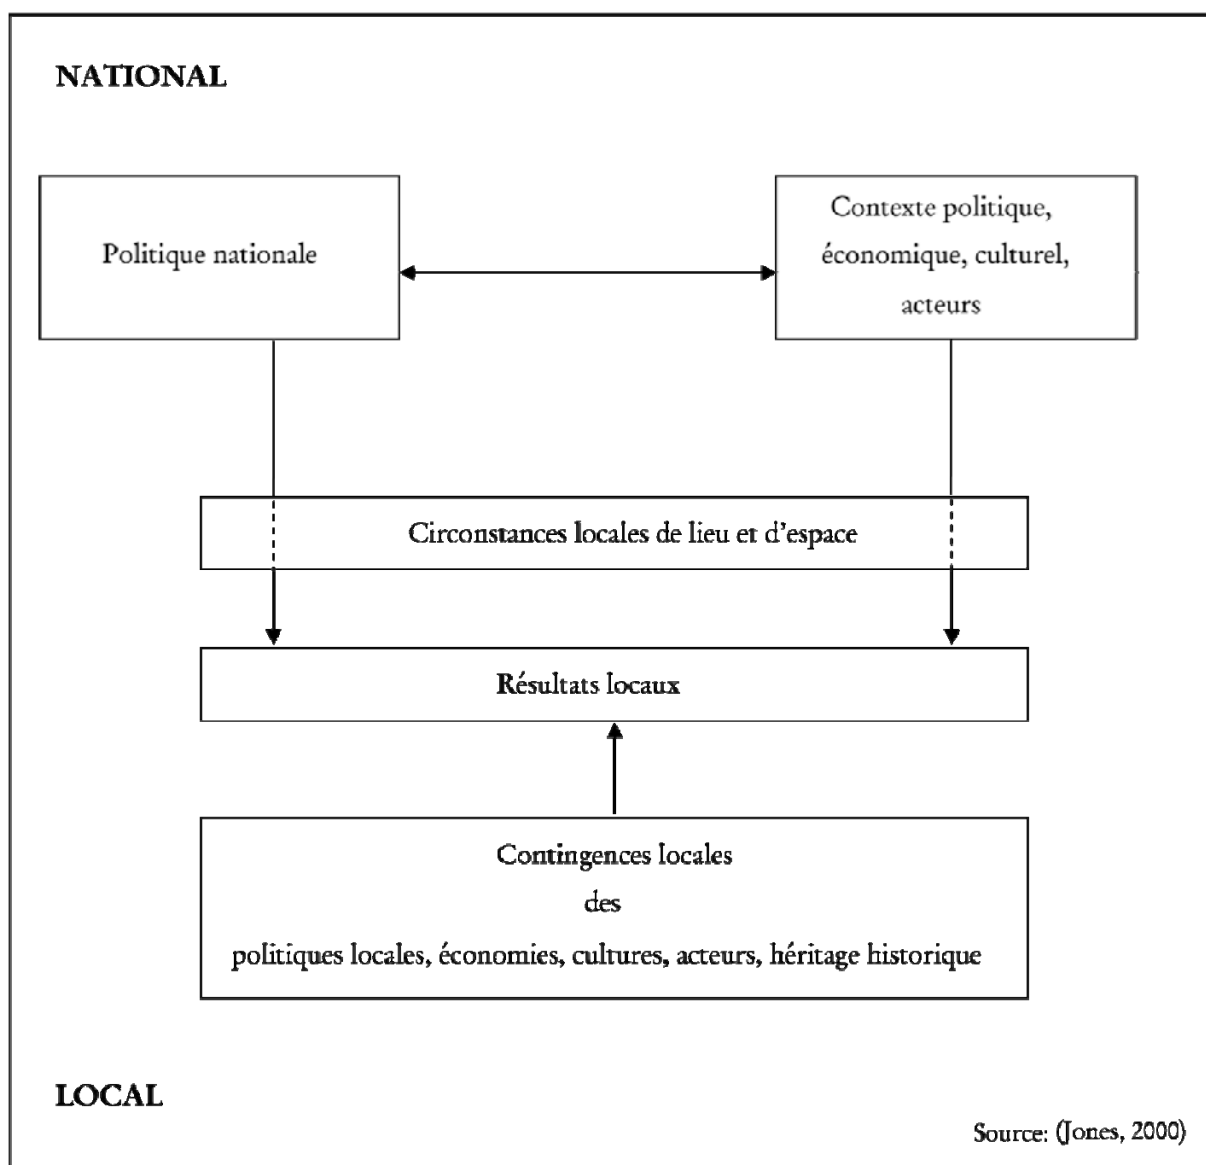 NATIONAL
Politique nationale
Contexte politique,
économique, culturel,
acteurs
Circonstances locales de lieu et d'espace
Résultats locaux
Contingences locales
des
politiques locales, économies, cultures, acteurs, héritage historique
LOCAL
Source: (Jones, 2000)